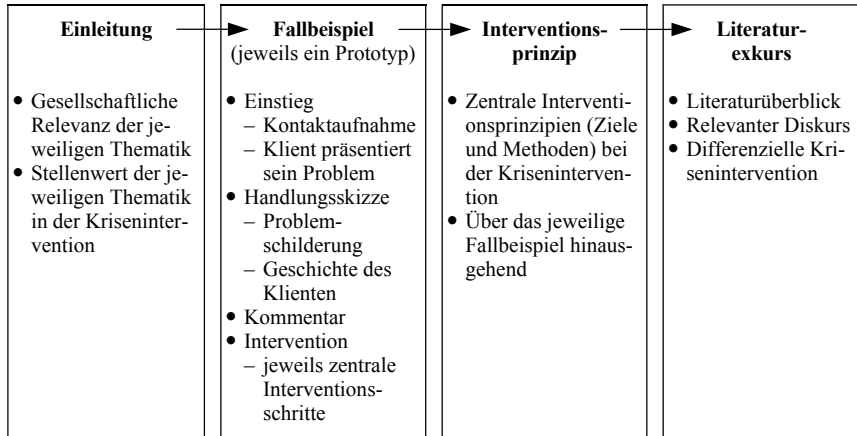 Einleitung
• Gesellschaftliche
Relevanz der je-
weiligen Thematik
• Stellenwert der je-
weiligen Thematik
in der Kriseninter-
vention
Fallbeispiel
(jeweils ein Prototyp)
• Einstieg
– Kontaktaufnahme
– Klient präsentiert
sein Problem
• Handlungsskizze
– Problem-
schilderung
– Geschichte des
Klienten
• Kommentar
• Intervention
– jeweils zentrale
Interventions-
schritte
Interventions-
prinzip
• Zentrale Interventi-
onsprinzipien (Ziele
und Methoden) bei
der Kriseninterven-
tion
• Über das jeweilige
Fallbeispiel hinaus-
gehend
Literatur-
exkurs
• Literaturüberblick
• Relevanter Diskurs
• Differenzielle Kri-
senintervention